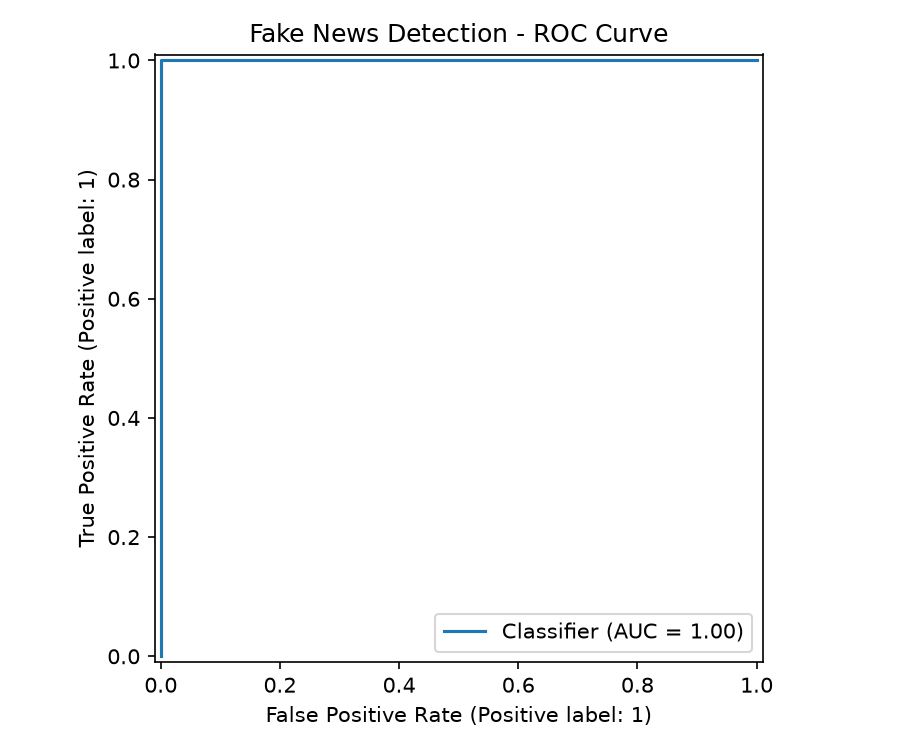 Fake News Detection - ROC Curve
True Positive Rate (Positive label: 1)
1.0
0.8
0.6
0.4
0.2
0.0
Classifier (AUC = 1.00)
0.0 0.2 0.4 0.6 0.8 1.0
False Positive Rate (Positive label: 1)